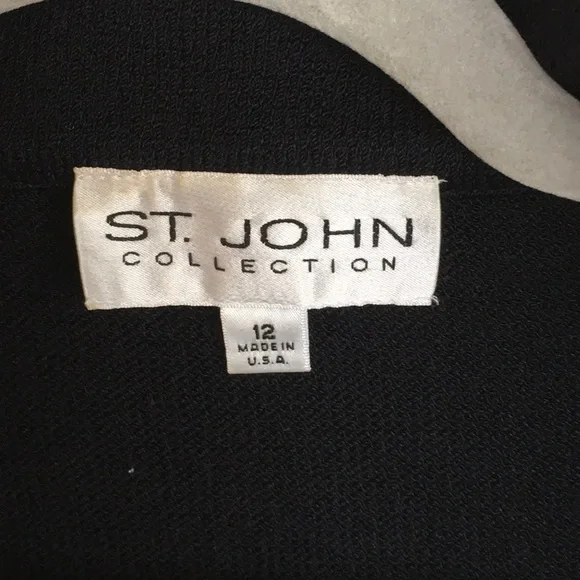 ST. JOHN
COLLECTION
12
MADE IN
U.S.A.